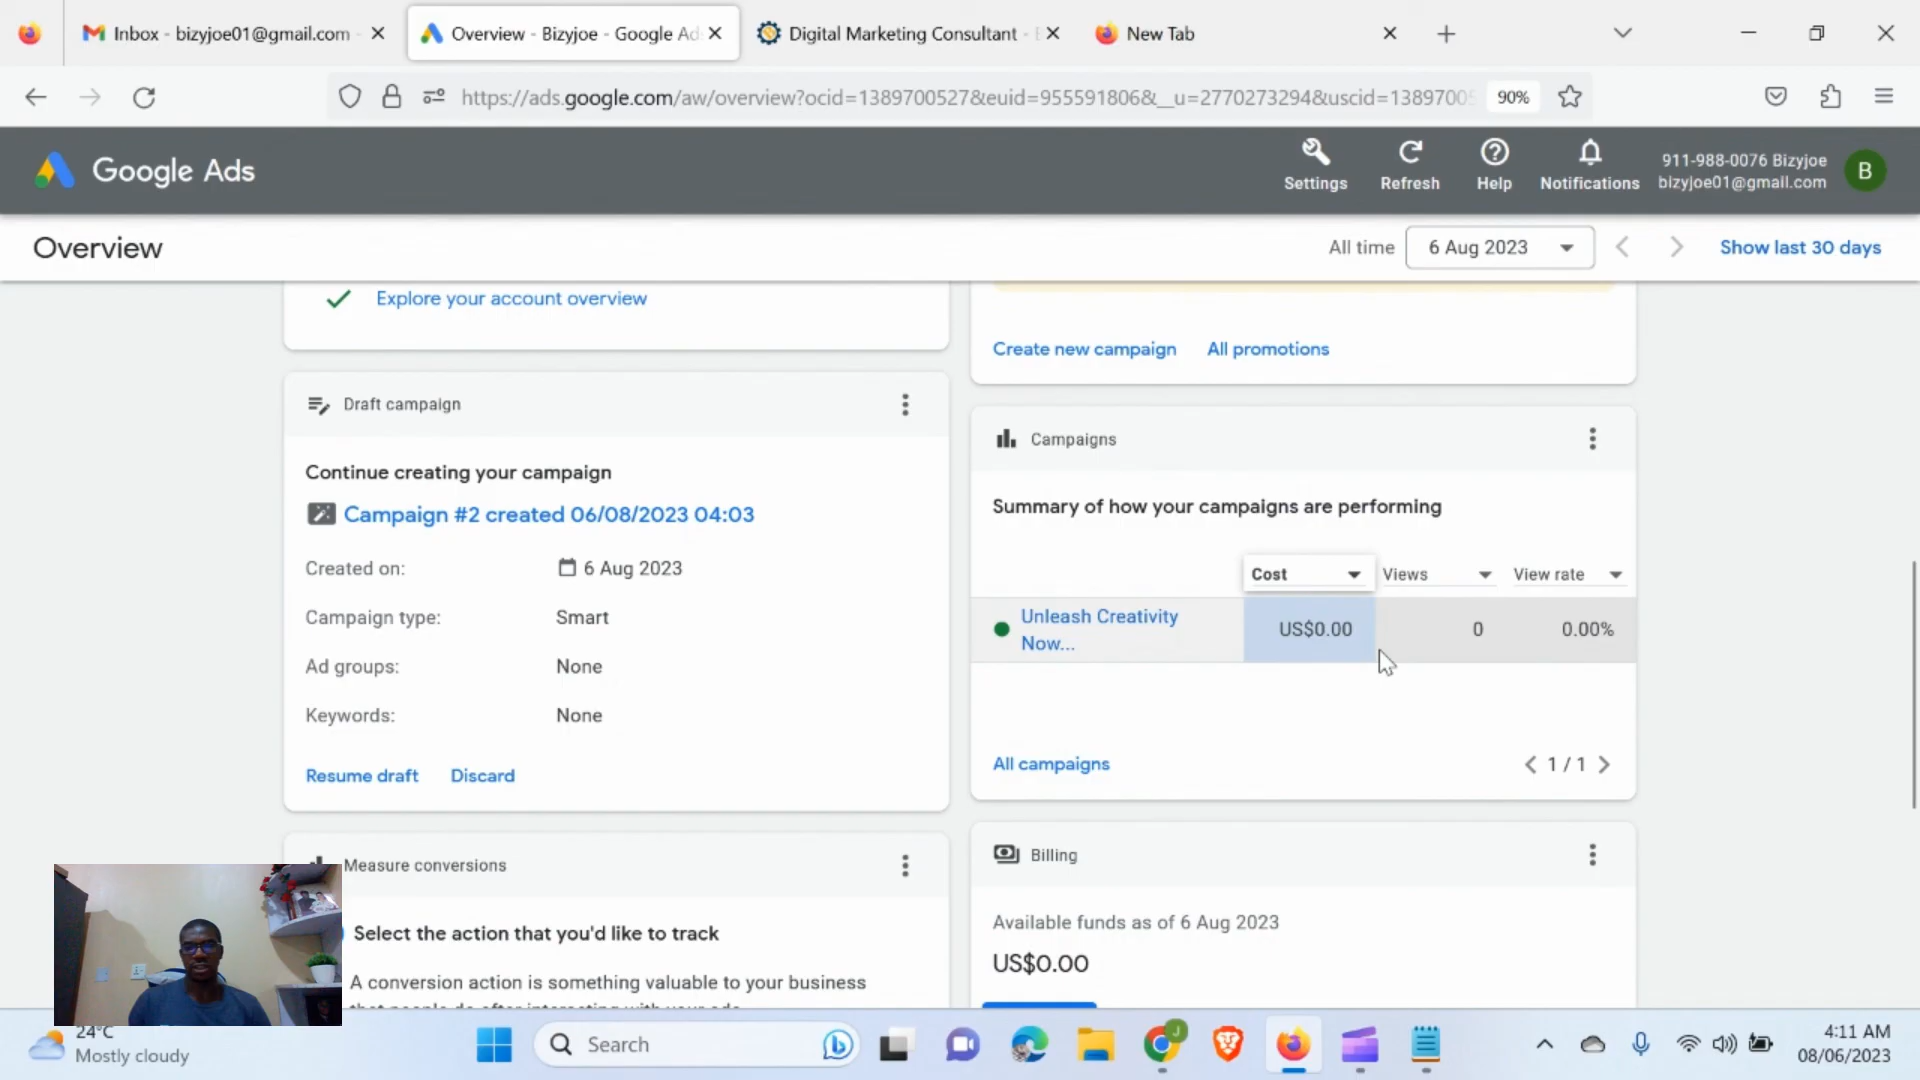 Inbox - bizyjoe01@gmail.com
Overview - Bizyjoe - Google Ad
Digital Marketing Consultant -
New Tab
https://ads.google.com/aw/overview?ocid=1389700527&euid=955591806&__u=2770273294&uscid=1389700
90%
Google Ads
Settings
Refresh
Help
Notifications
911-988-0076 Bizyjoe
bizyjoe01@gmail.com
B
Overview
All time
6 Aug 2023
Show last 30 days
Explore your account overview
Create new campaign
All promotions
Draft campaign
Continue creating your campaign
Campaign #2 created 06/08/2023 04:03
Created on:
6 Aug 2023
Campaign type:
Smart
Ad groups:
None
Keywords:
None
Resume draft
Discard
Campaigns
Summary of how your campaigns are performing
Cost
Views
View rate
Unleash Creativity
Now...
US$0.00
0
0.00%
All campaigns
1 / 1
Measure conversions
Select the action that you'd like to track
A conversion action is something valuable to your business
Billing
Available funds as of 6 Aug 2023
US$0.00
24°C
Mostly cloudy
Search
J
4:11 AM
08/06/2023